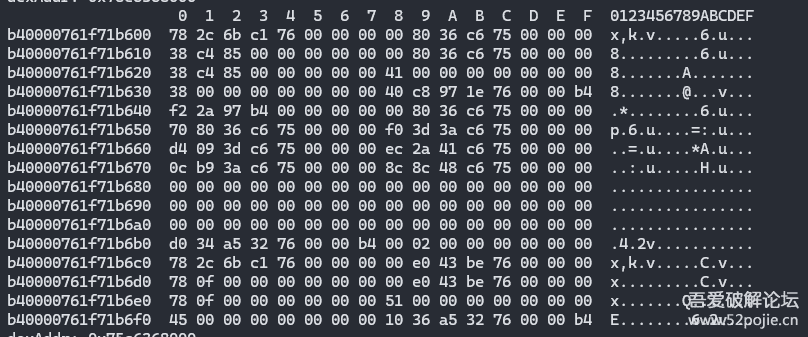 0  1  2  3  4  5  6  7  8  9  A  B  C  D  E  F  0123456789ABCDEF
b40000761f71b600  78 2c 6b c1 76 00 00 00 00 80 36 c6 75 00 00 00  x,k.v.....6.u...
b40000761f71b610  38 c4 85 00 00 00 00 00 00 80 36 c6 75 00 00 00  8.........6.u...
b40000761f71b620  38 c4 85 00 00 00 00 00 41 00 00 00 00 00 00 00  8.......A.......
b40000761f71b630  38 00 00 00 00 00 00 00 40 c8 97 1e 76 00 00 b4  8.......@...v...
b40000761f71b640  f2 2a 97 b4 00 00 00 00 00 80 36 c6 75 00 00 00  .*........6.u...
b40000761f71b650  70 80 36 c6 75 00 00 00 f0 3d 3a c6 75 00 00 00  p.6.u....=:.u...
b40000761f71b660  d4 09 3d c6 75 00 00 00 ec 2a 41 c6 75 00 00 00  ..=.u....*A.u...
b40000761f71b670  0c b9 3a c6 75 00 00 00 8c 8c 48 c6 75 00 00 00  ..:.u.....H.u...
b40000761f71b680  00 00 00 00 00 00 00 00 00 00 00 00 00 00 00 00  ................
b40000761f71b690  00 00 00 00 00 00 00 00 00 00 00 00 00 00 00 00  ................
b40000761f71b6a0  00 00 00 00 00 00 00 00 00 00 00 00 00 00 00 00  ................
b40000761f71b6b0  d0 34 a5 32 76 00 00 b4 00 02 00 00 00 00 00 00  .4.2v...........
b40000761f71b6c0  78 2c 6b c1 76 00 00 00 00 e0 43 be 76 00 00 00  x,k.v.....C.v...
b40000761f71b6d0  78 0f 00 00 00 00 00 00 00 e0 43 be 76 00 00 00  x.........C.v...
b40000761f71b6e0  78 0f 00 00 00 00 00 00 51 00 00 00 00 00 00 00  x.......Q.......
b40000761f71b6f0  45 00 00 00 00 00 00 00 10 36 a5 32 76 00 00 b4  E........6.2v...
吾爱破解论坛
www.52pojie.cn